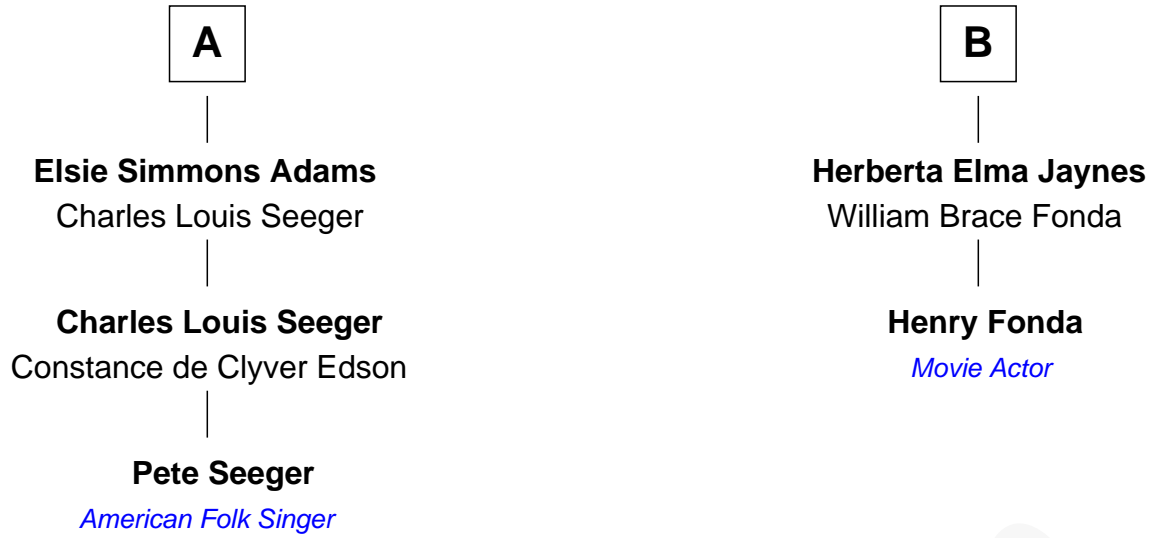 A
Elsie Simmons Adams
Charles Louis Seeger
Charles Louis Seeger
Constance de Clyver Edson
Pete Seeger
American Folk Singer
B
Herberta Elma Jaynes
William Brace Fonda
Henry Fonda
Movie Actor